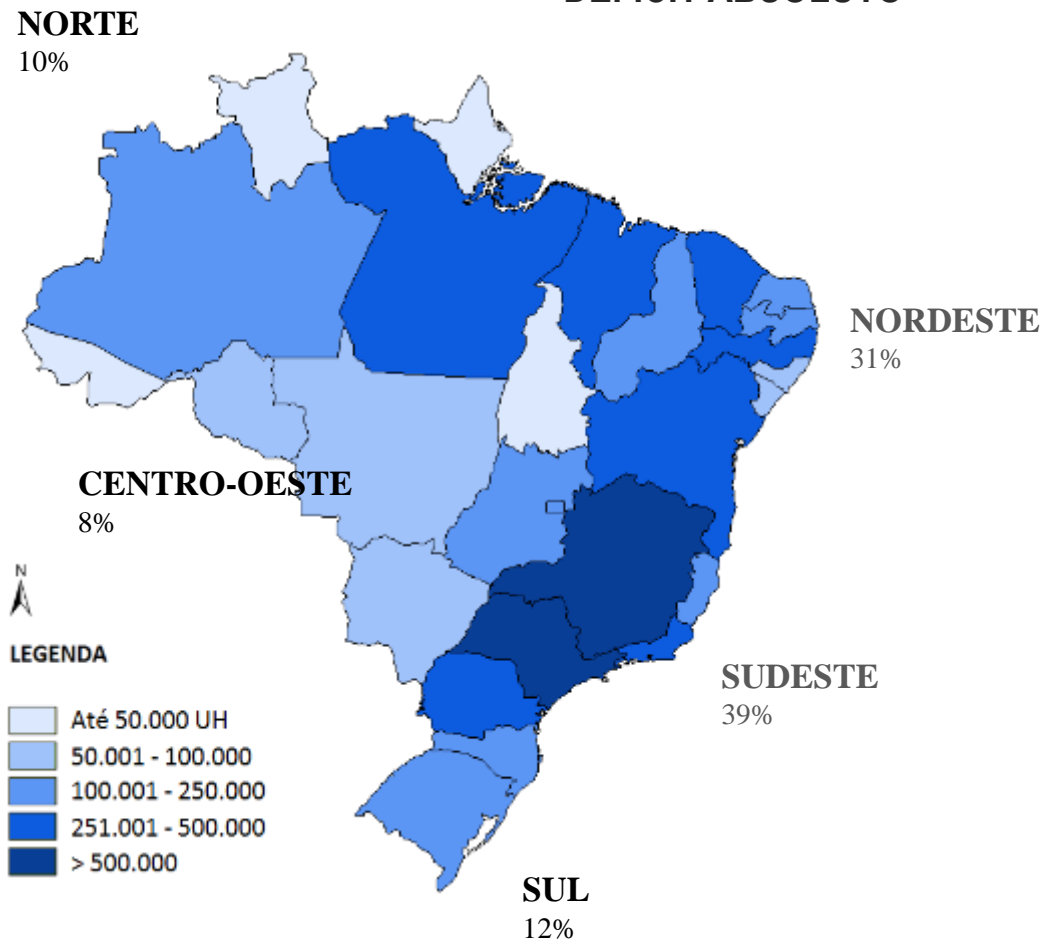 NORTE
10%
NORDESTE
31%
CENTRO-OESTE
8%
N
LEGENDA
Até 50.000 UH
50.001 - 100.000
100.001 - 250.000
251.001 - 500.000
> 500.000
SUDESTE
39%
SUL
12%